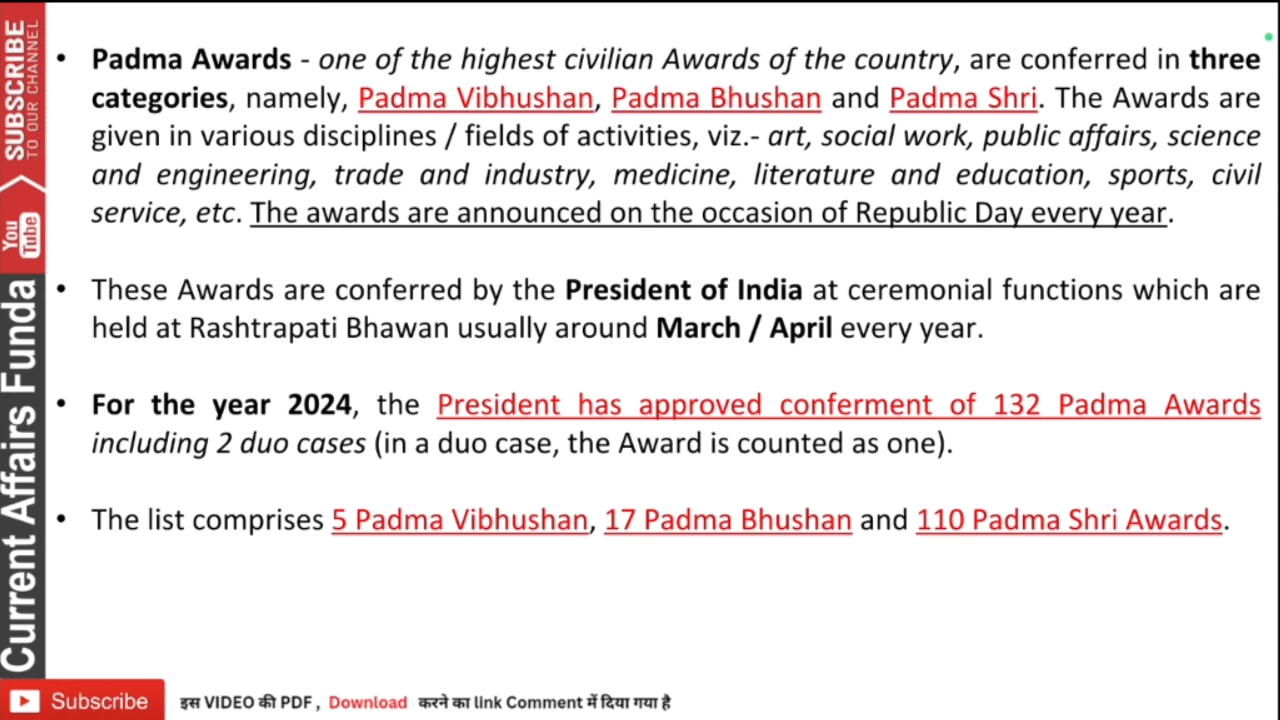 • Padma Awards - one of the highest civilian Awards of the country, are conferred in three
categories, namely, Padma Vibhushan, Padma Bhushan and Padma Shri. The Awards are
given in various disciplines / fields of activities, viz.- art, social work, public affairs, science
and engineering, trade and industry, medicine, literature and education, sports, civil
service, etc. The awards are announced on the occasion of Republic Day every year.
• These Awards are conferred by the President of India at ceremonial functions which are
held at Rashtrapati Bhawan usually around March / April every year.
• For the year 2024, the President has approved conferment of 132 Padma Awards
including 2 duo cases (in a duo case, the Award is counted as one).
• The list comprises 5 Padma Vibhushan, 17 Padma Bhushan and 110 Padma Shri Awards.
SUBSCRIBE
TO OUR CHANNEL
You
Tube
Current Affairs Funda
Subscribe
इस VIDEO की PDF , Download करने का link Comment में दिया गया है